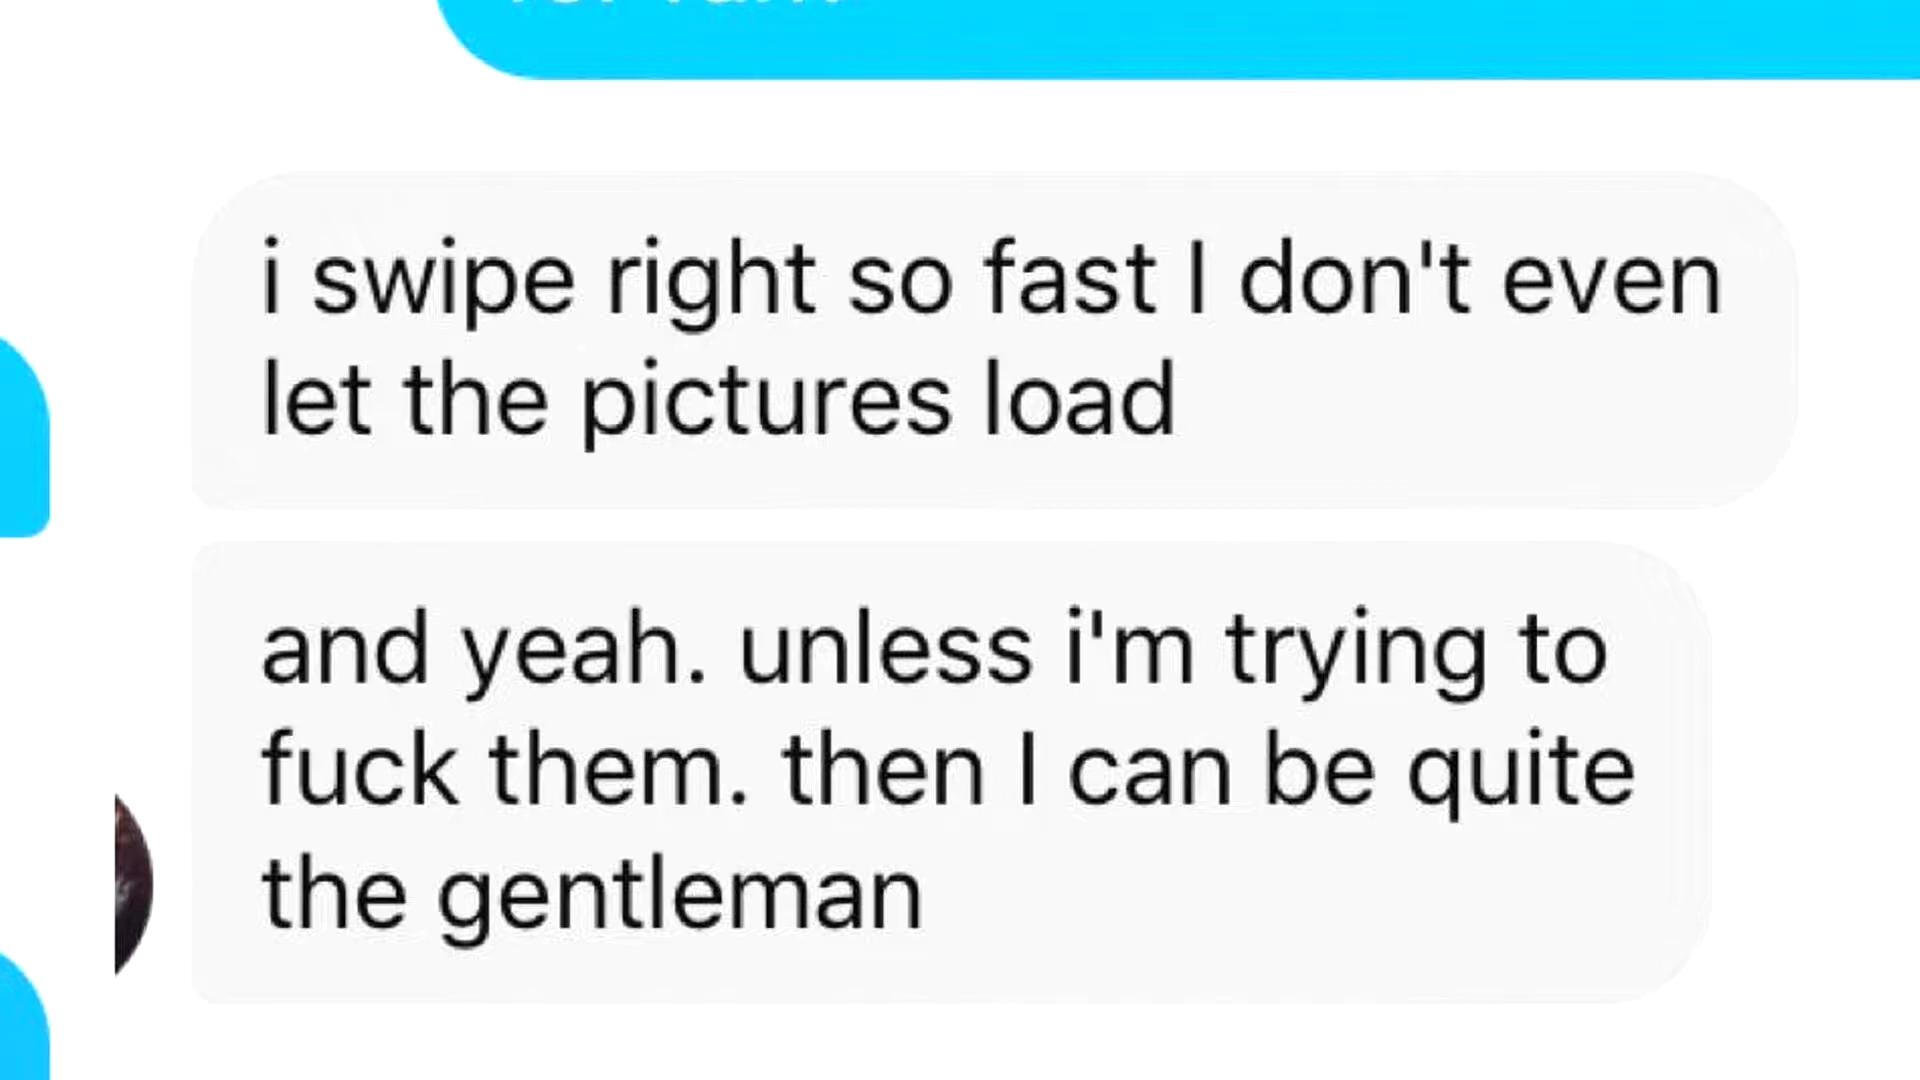 i swipe right so fast I don't even
let the pictures load
and yeah. unless i'm trying to
fuck them. then I can be quite
the gentleman